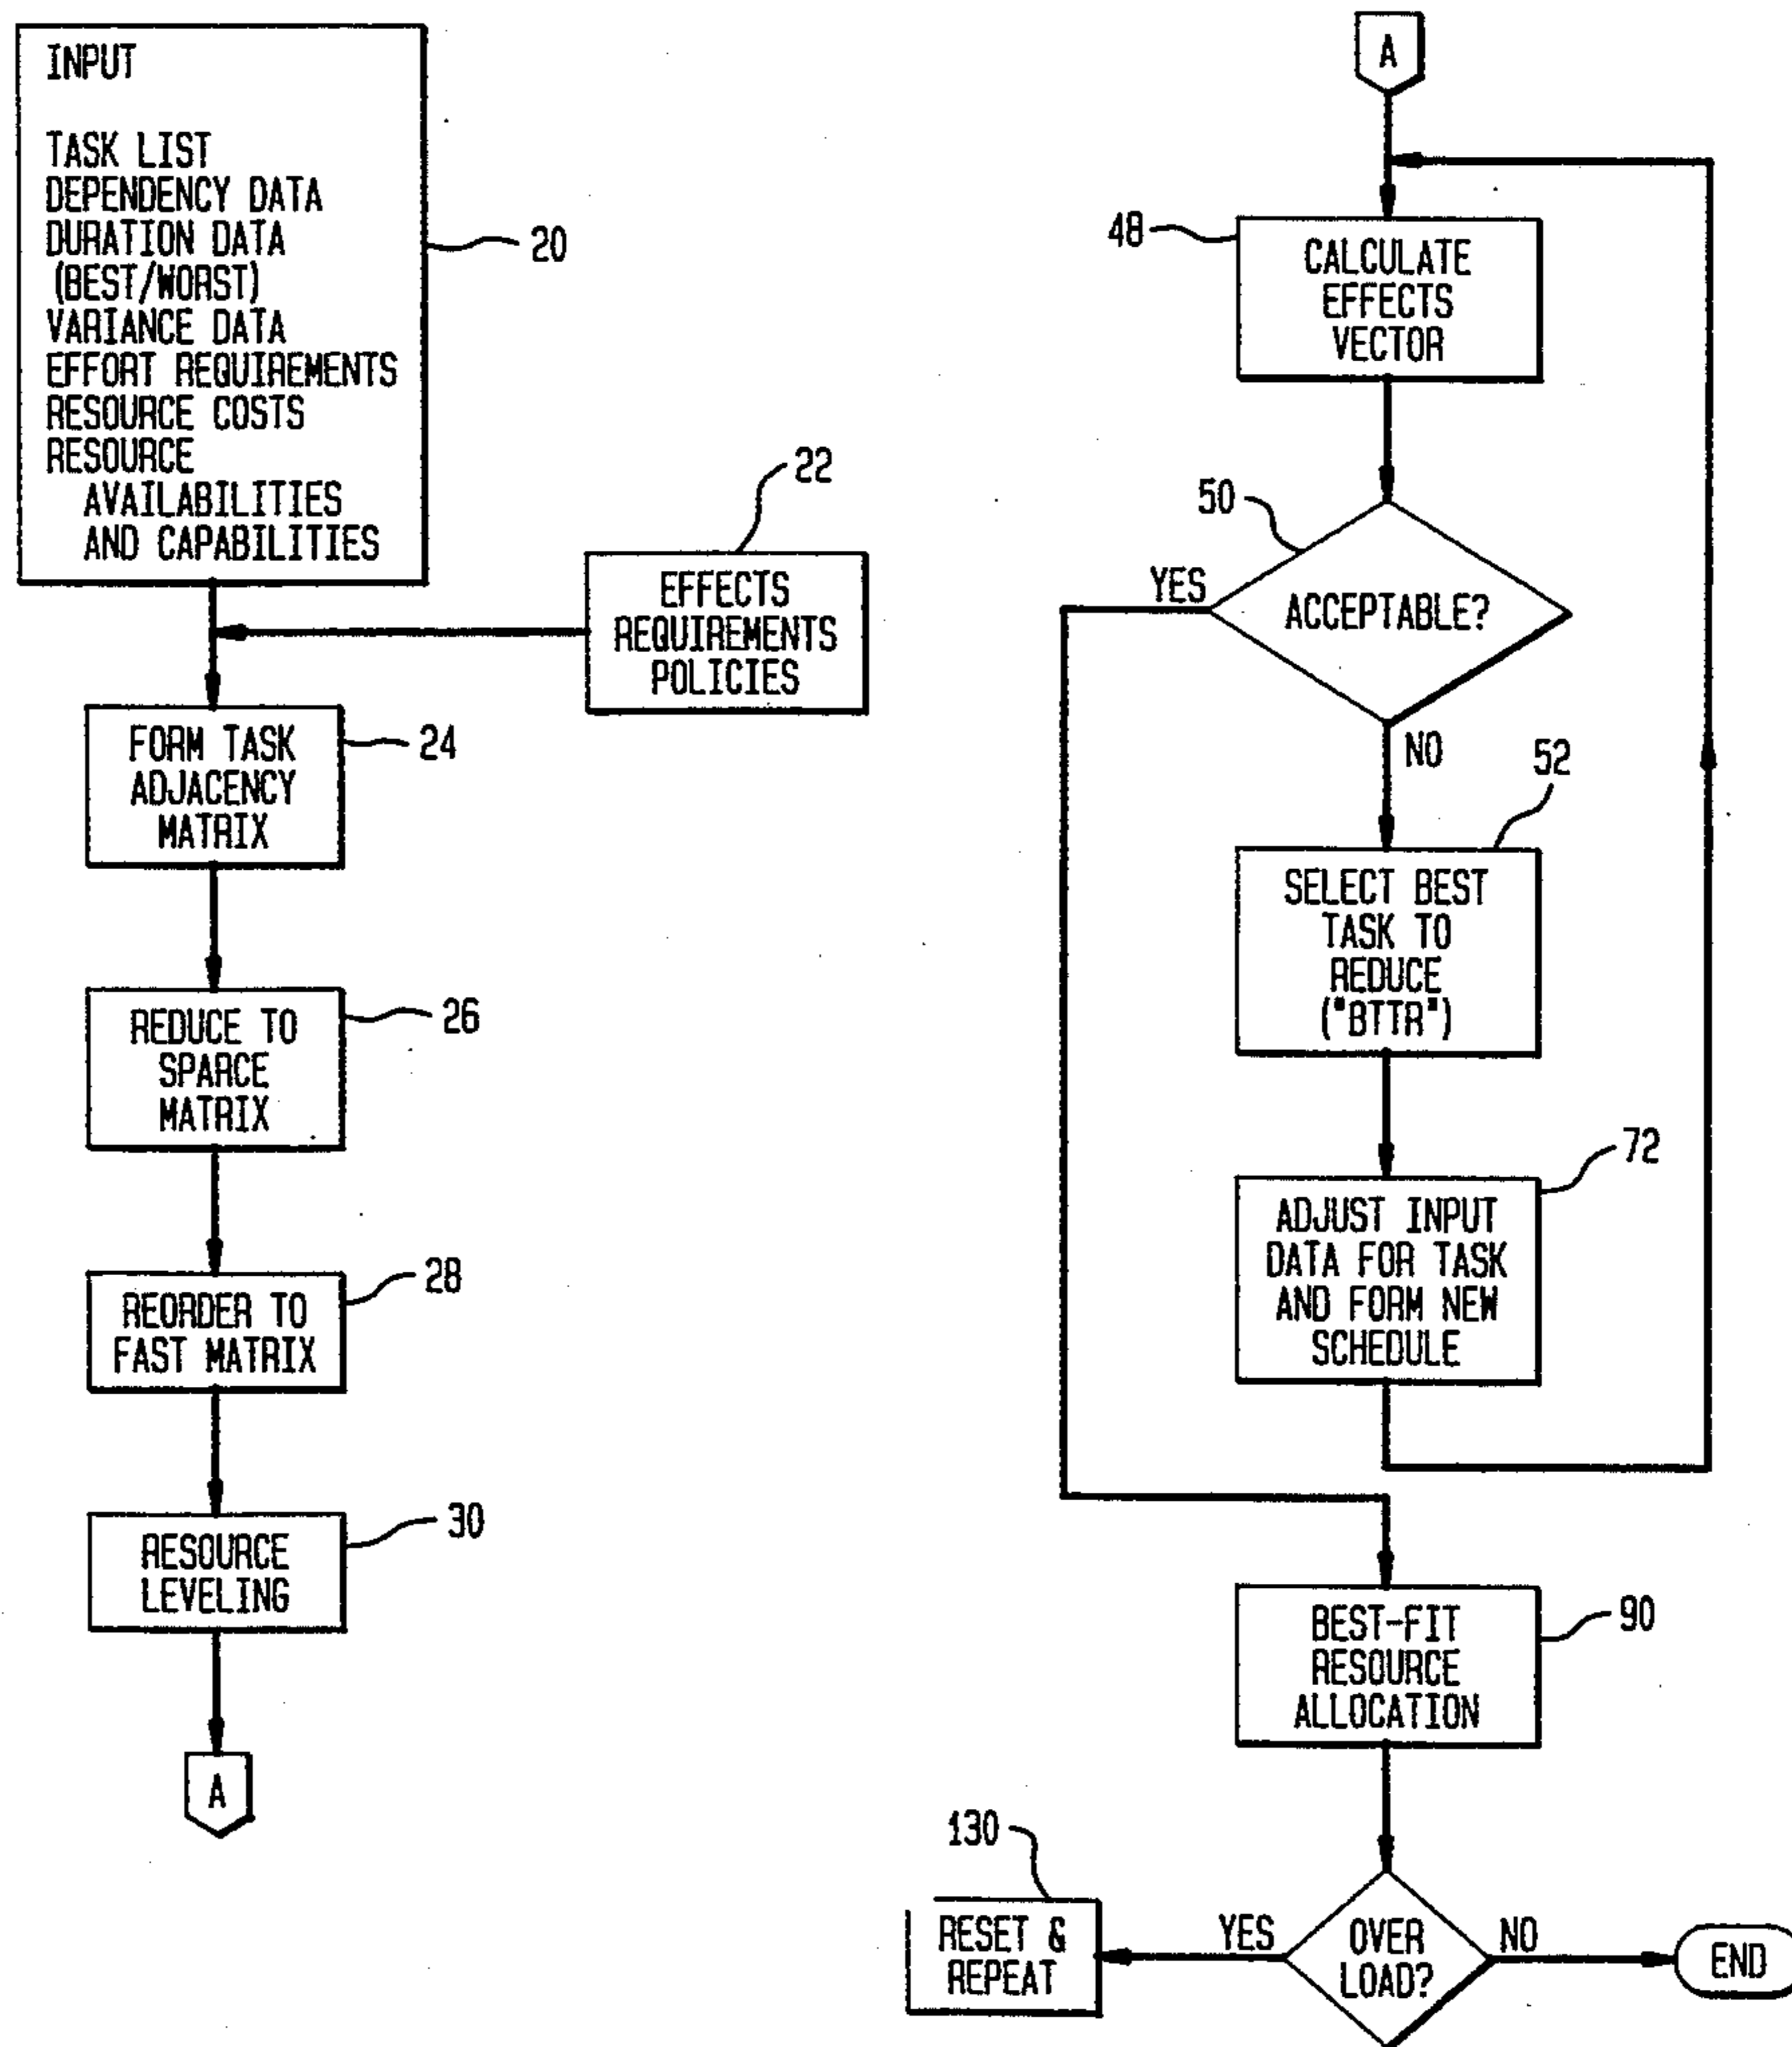 INPUT
TASK LIST
DEPENDENCY DATA
DURATION DATA
(BEST/WORST)
VARIANCE DATA
EFFORT REQUIREMENTS
RESOURCE COSTS
RESOURCE
AVAILABILITIES
AND CAPABILITIES
20
22
EFFECTS
REQUIREMENTS
POLICIES
FORM TASK
ADJACENCY
MATRIX
24
REDUCE TO
SPARCE
MATRIX
26
REORDER TO
FAST MATRIX
28
RESOURCE
LEVELING
30
A
A
48
CALCULATE
EFFECTS
VECTOR
50
YES
ACCEPTABLE?
NO
52
SELECT BEST
TASK TO
REDUCE
("BTTR")
72
ADJUST INPUT
DATA FOR TASK
AND FORM NEW
SCHEDULE
BEST-FIT
RESOURCE
ALLOCATION
90
130
RESET &
REPEAT
YES
OVER
LOAD?
NO
END